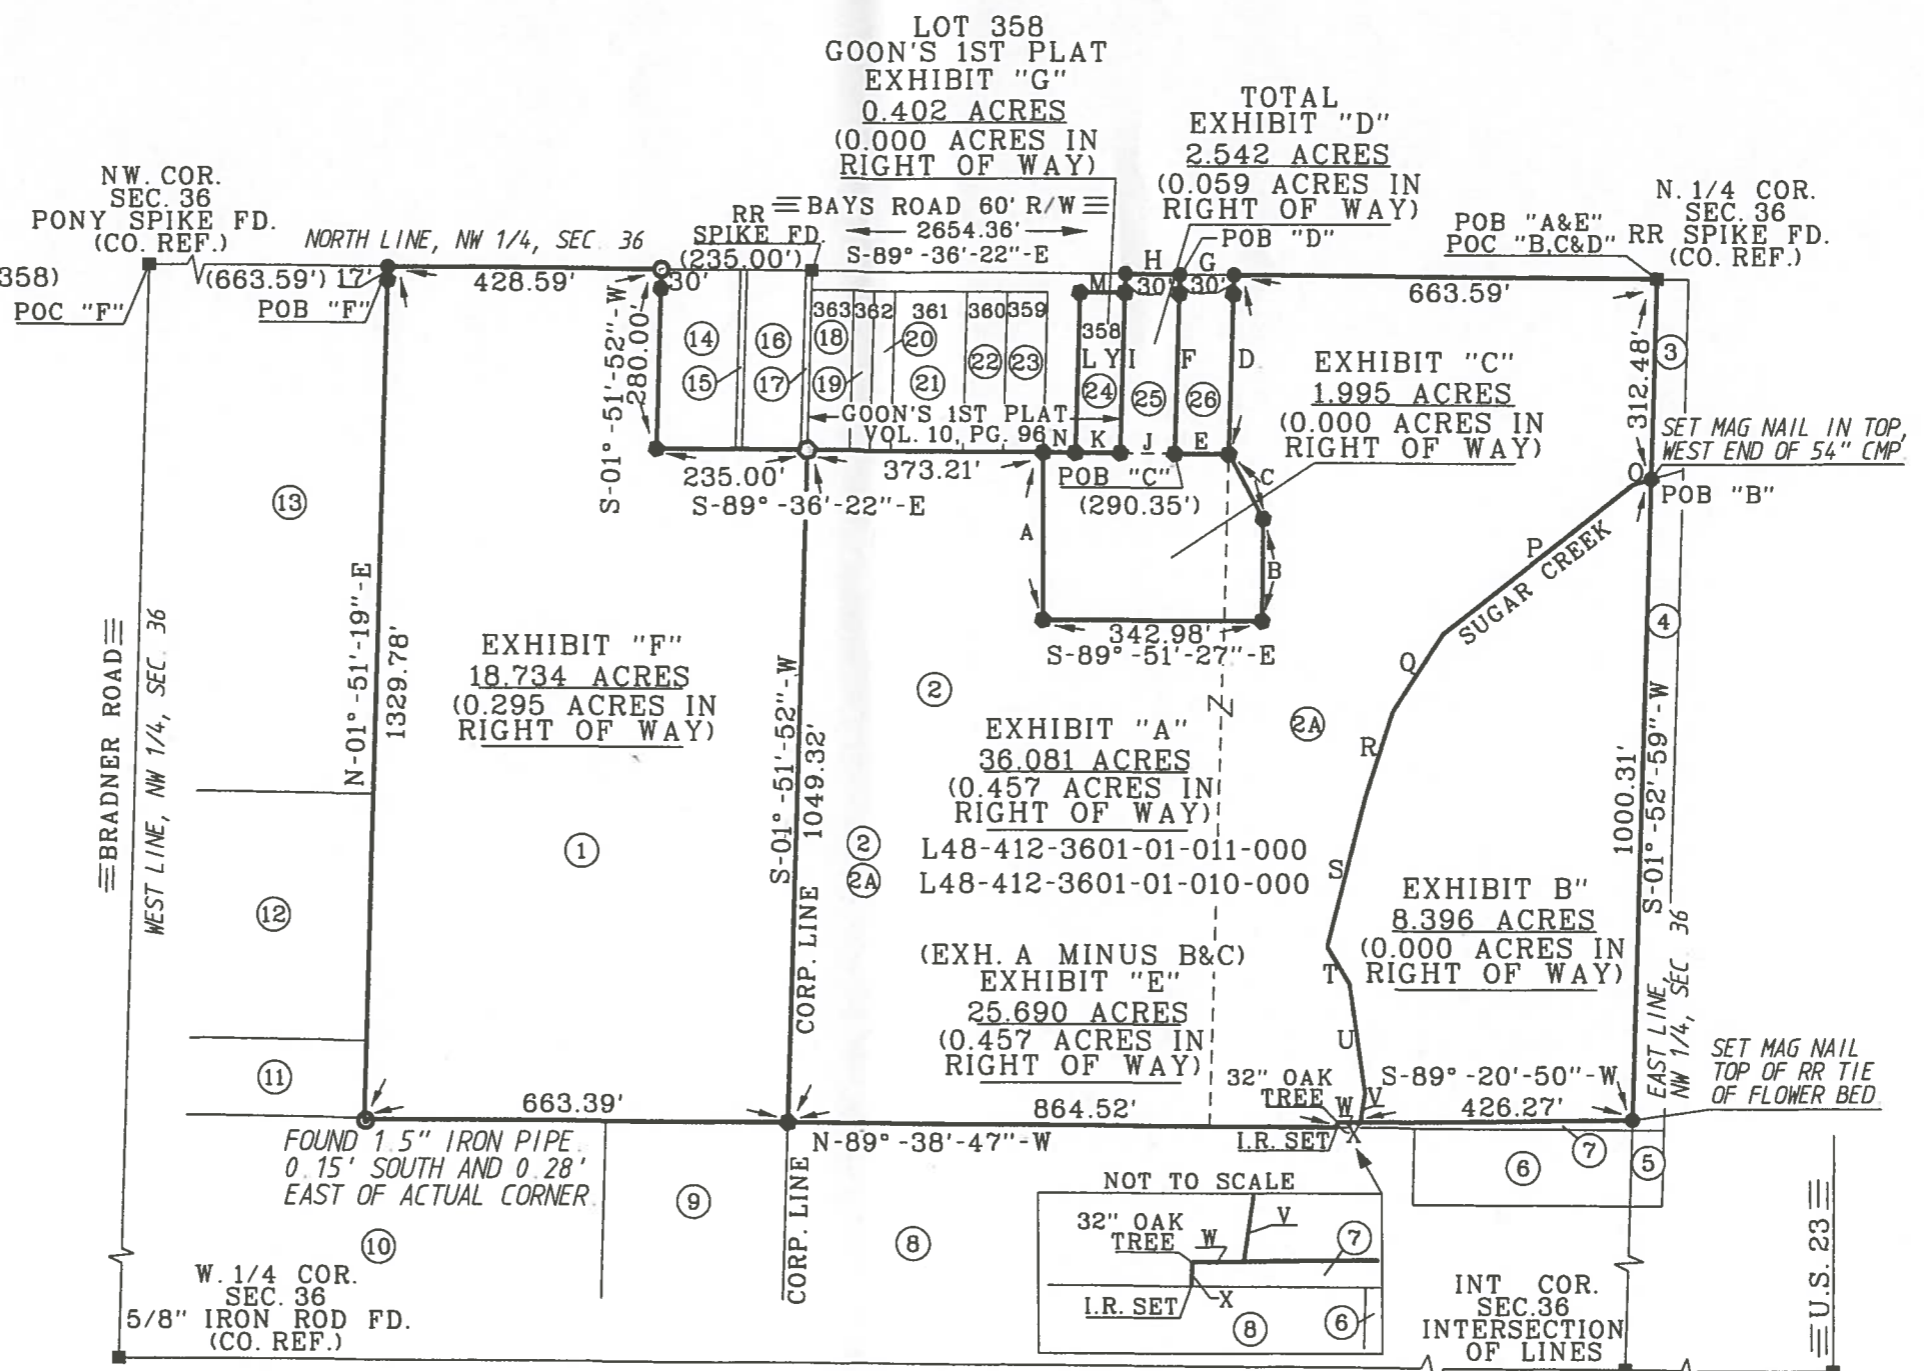 LOT 358
GOON'S 1ST PLAT
EXHIBIT "G"
0.402 ACRES
(0.000 ACRES IN
RIGHT OF WAY)
TOTAL
EXHIBIT "D"
2.542 ACRES
(0.059 ACRES IN
RIGHT OF WAY)
NW. COR.
SEC. 36
PONY SPIKE FD.
(CO. REF.)
358)
POC "F"
NORTH LINE, NW 1/4, SEC. 36
(663.59')
17'
POB "F"
428.59'
RR
SPIKE FD.
(235.00')
30'
BAYS ROAD 60' R/W
2654.36'
S-89°-36'-22"-E
POB "D"
H
G
M
30'
30'
663.59'
POB "A&E"
POC "B,C&D"
N. 1/4 COR.
SEC. 36
RR SPIKE FD.
(CO. REF.)
S-01°-51'-52"-W
280.00'
14
15
16
17
363
18
19
362
20
361
21
360
22
359
23
358
L
Y
24
I
25
F
26
D
GOON'S 1ST PLAT
VOL. 10, PG. 96
N
K
J
E
235.00'
373.21'
S-89°-36'-22"-E
POB "C"
(290.35')
C
A
B
342.98'
S-89°-51'-27"-E
EXHIBIT "C"
1.995 ACRES
(0.000 ACRES IN
RIGHT OF WAY)
312.48'
3
SET MAG NAIL IN TOP,
WEST END OF 54" CMP
O
POB "B"
P
SUGAR CREEK
Q
R
S
T
U
V
4
13
N-01°-51'-19"-E
1329.78'
BRADNER ROAD
WEST LINE, NW 1/4, SEC. 36
EXHIBIT "F"
18.734 ACRES
(0.295 ACRES IN
RIGHT OF WAY)
1
12
11
S-01°-51'-52"-W
1049.32'
CORP. LINE
2
Z
2A
EXHIBIT "A"
36.081 ACRES
(0.457 ACRES IN
RIGHT OF WAY)
2 L48-412-3601-01-011-000
2A L48-412-3601-01-010-000
(EXH. A MINUS B&C)
EXHIBIT "E"
25.690 ACRES
(0.457 ACRES IN
RIGHT OF WAY)
EXHIBIT B"
8.396 ACRES
(0.000 ACRES IN
RIGHT OF WAY)
1000.31'
S-01°-52'-59"-W
EAST LINE,
NW 1/4, SEC. 36
SET MAG NAIL
TOP OF RR TIE
OF FLOWER BED
663.39'
864.52'
N-89°-38'-47"-W
32" OAK
TREE
W
I.R. SET
X
S-89°-20'-50"-W
426.27'
7
6
5
FOUND 1.5" IRON PIPE
0.15' SOUTH AND 0.28'
EAST OF ACTUAL CORNER
10
9
CORP. LINE
8
W. 1/4 COR.
SEC. 36
5/8" IRON ROD FD.
(CO. REF.)
NOT TO SCALE
32" OAK
TREE
W
V
7
I.R. SET
X
8
6
INT COR.
SEC.36
INTERSECTION
OF LINES
U.S. 23